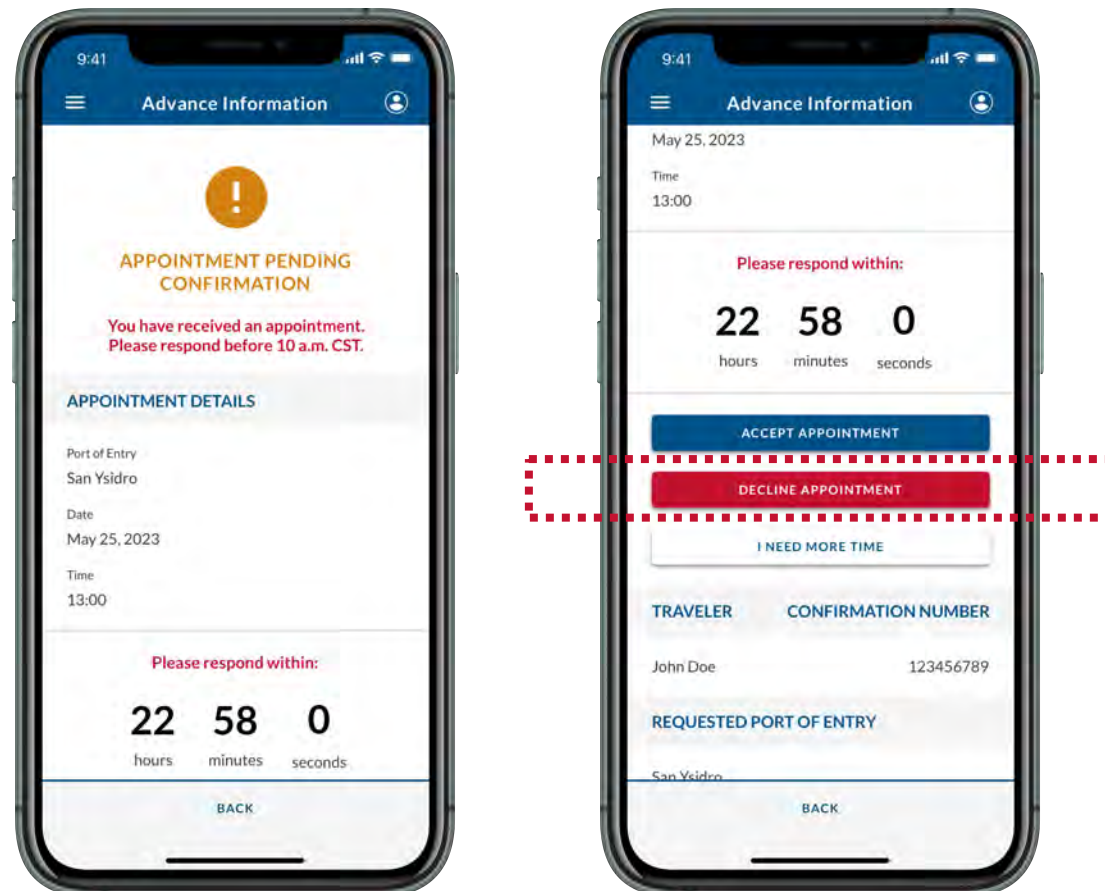 9:41
Advance Information
APPOINTMENT PENDING
CONFIRMATION
You have received an appointment.
Please respond before 10 a.m. CST.
APPOINTMENT DETAILS
Port of Entry
San Ysidro
Date
May 25, 2023
Time
13:00
Please respond within:
22 58 0
hours minutes seconds
BACK
9:41
Advance Information
May 25, 2023
Time
13:00
Please respond within:
22 58 0
hours minutes seconds
ACCEPT APPOINTMENT
DECLINE APPOINTMENT
I NEED MORE TIME
TRAVELER CONFIRMATION NUMBER
John Doe 123456789
REQUESTED PORT OF ENTRY
San Ysidro
BACK